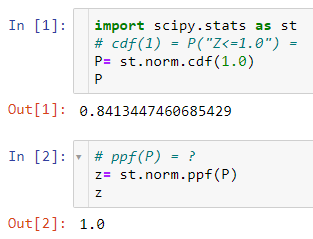 In [1]: import scipy.stats as st
# cdf(1) = P("Z<=1.0") =
P= st.norm.cdf(1.0)
P
Out[1]: 0.8413447460685429
In [2]: # ppf(P) = ?
z= st.norm.ppf(P)
z
Out[2]: 1.0